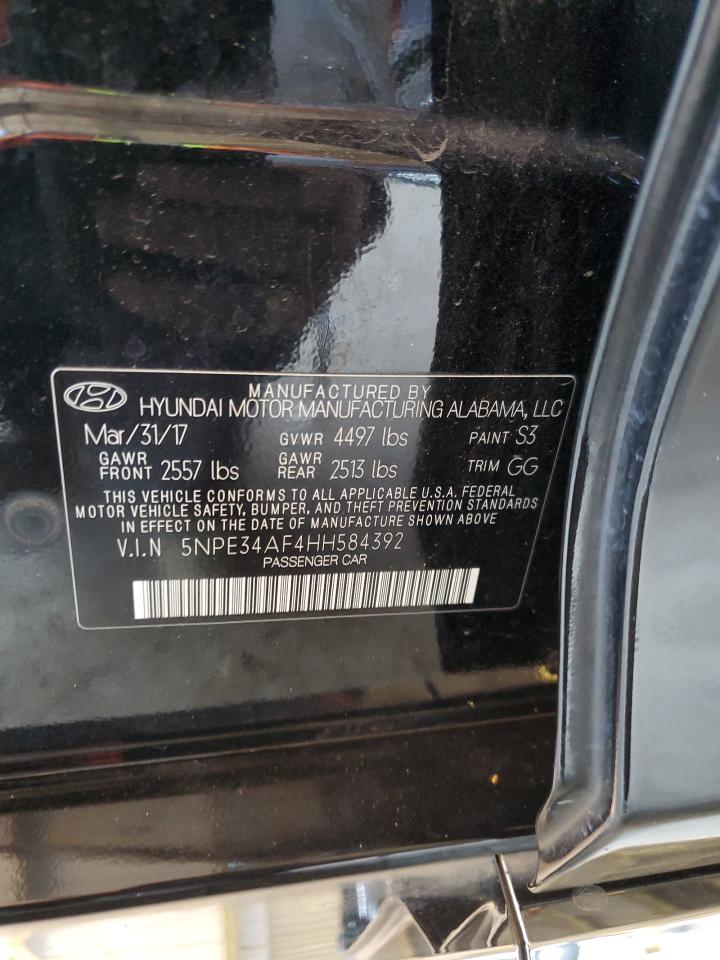 MANUFACTURED BY
HYUNDAI MOTOR MANUFACTURING ALABAMA, LLC
Mar/31/17 GVWR 4497 lbs PAINT S3
GAWR FRONT 2557 lbs GAWR REAR 2513 lbs TRIM GG
THIS VEHICLE CONFORMS TO ALL APPLICABLE U.S.A. FEDERAL
MOTOR VEHICLE SAFETY, BUMPER, AND THEFT PREVENTION STANDARDS
IN EFFECT ON THE DATE OF MANUFACTURE SHOWN ABOVE
V.I.N 5NPE34AF4HH584392
PASSENGER CAR